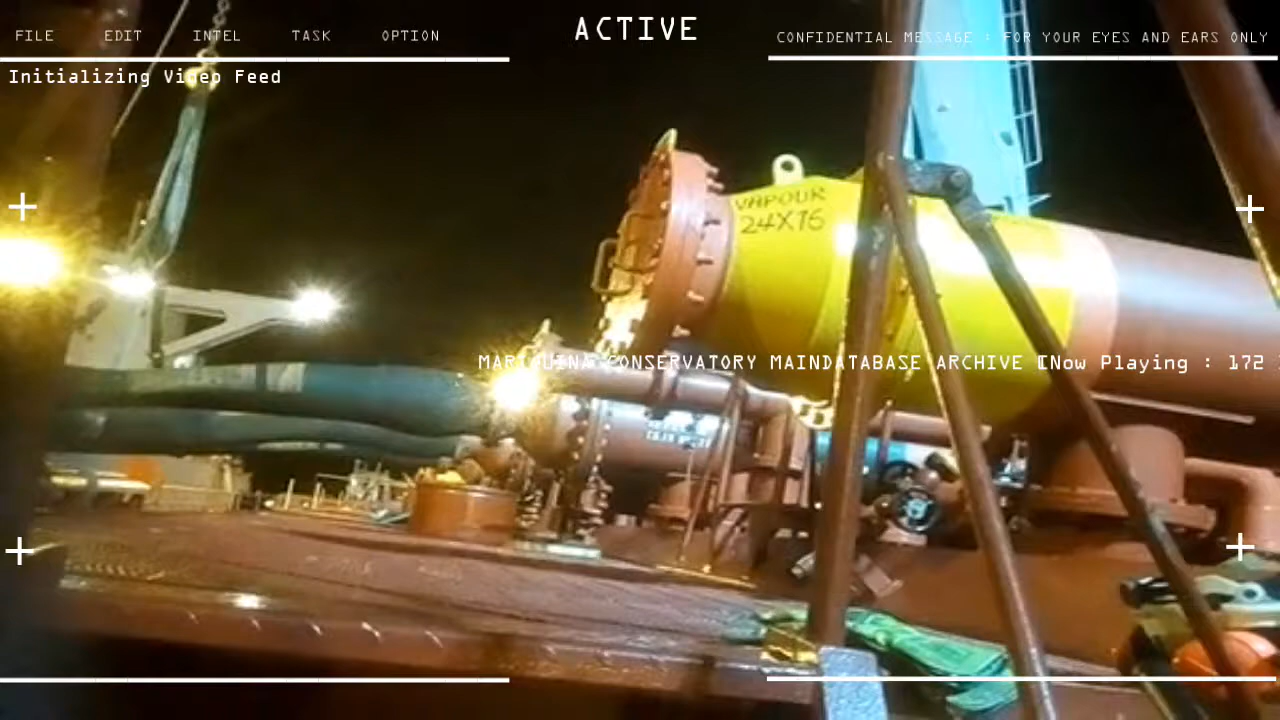 FILE EDIT INTEL TASK OPTION
ACTIVE
CONFIDENTIAL MESSAGE : FOR YOUR EYES AND EARS ONLY
Initializing Video Feed
VAPOUR
24X16
CONSERVATORY MAINDATABASE ARCHIVE Now Playing : 172